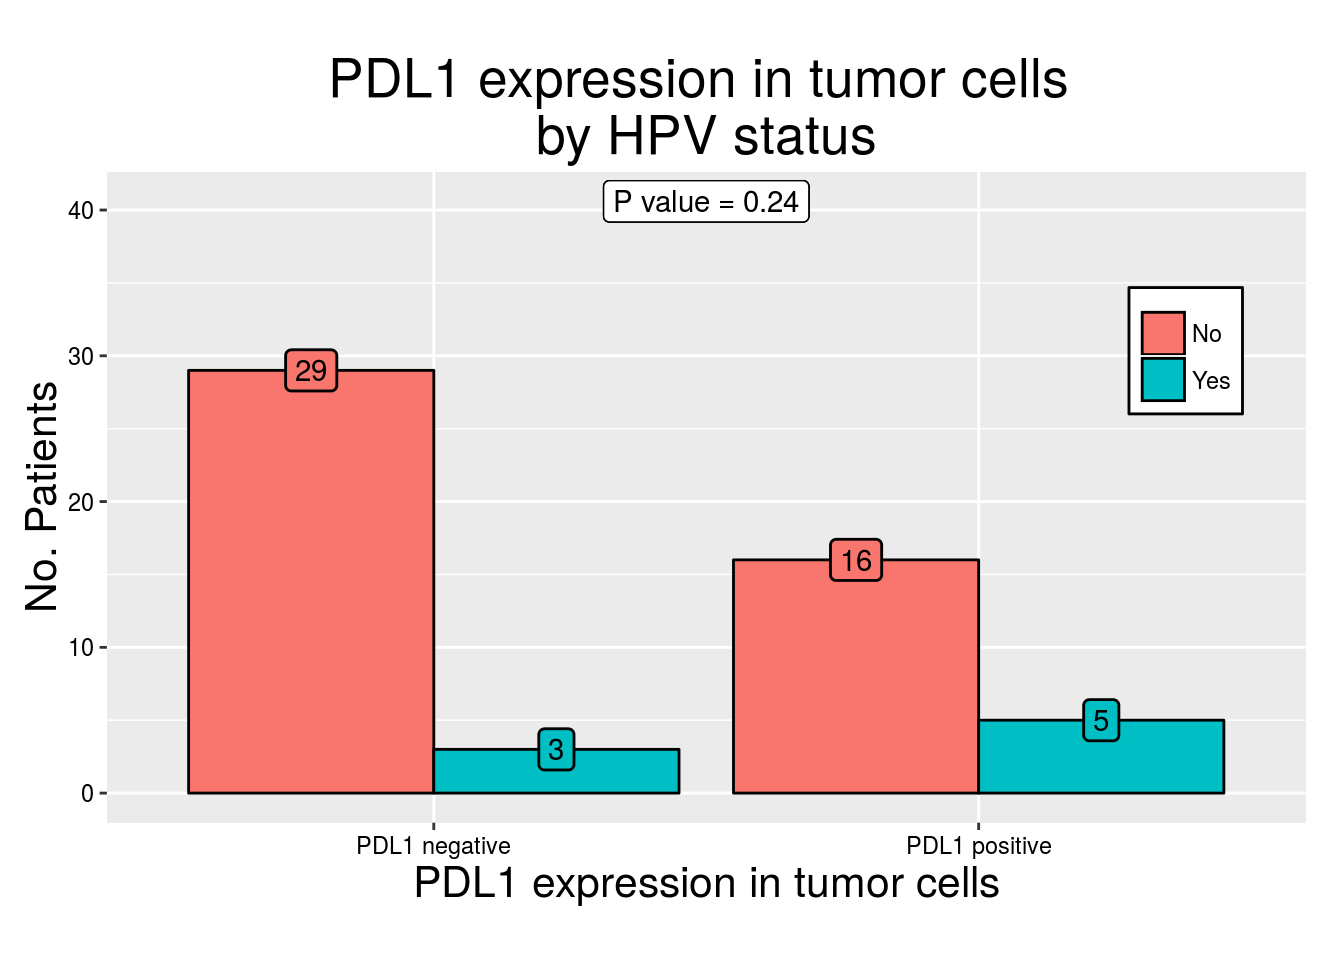 PDL1 expression in tumor cells
by HPV status
P value = 0.24
40
30
20
10
0
No. Patients
29
3
16
5
No
Yes
PDL1 negative
PDL1 positive
PDL1 expression in tumor cells